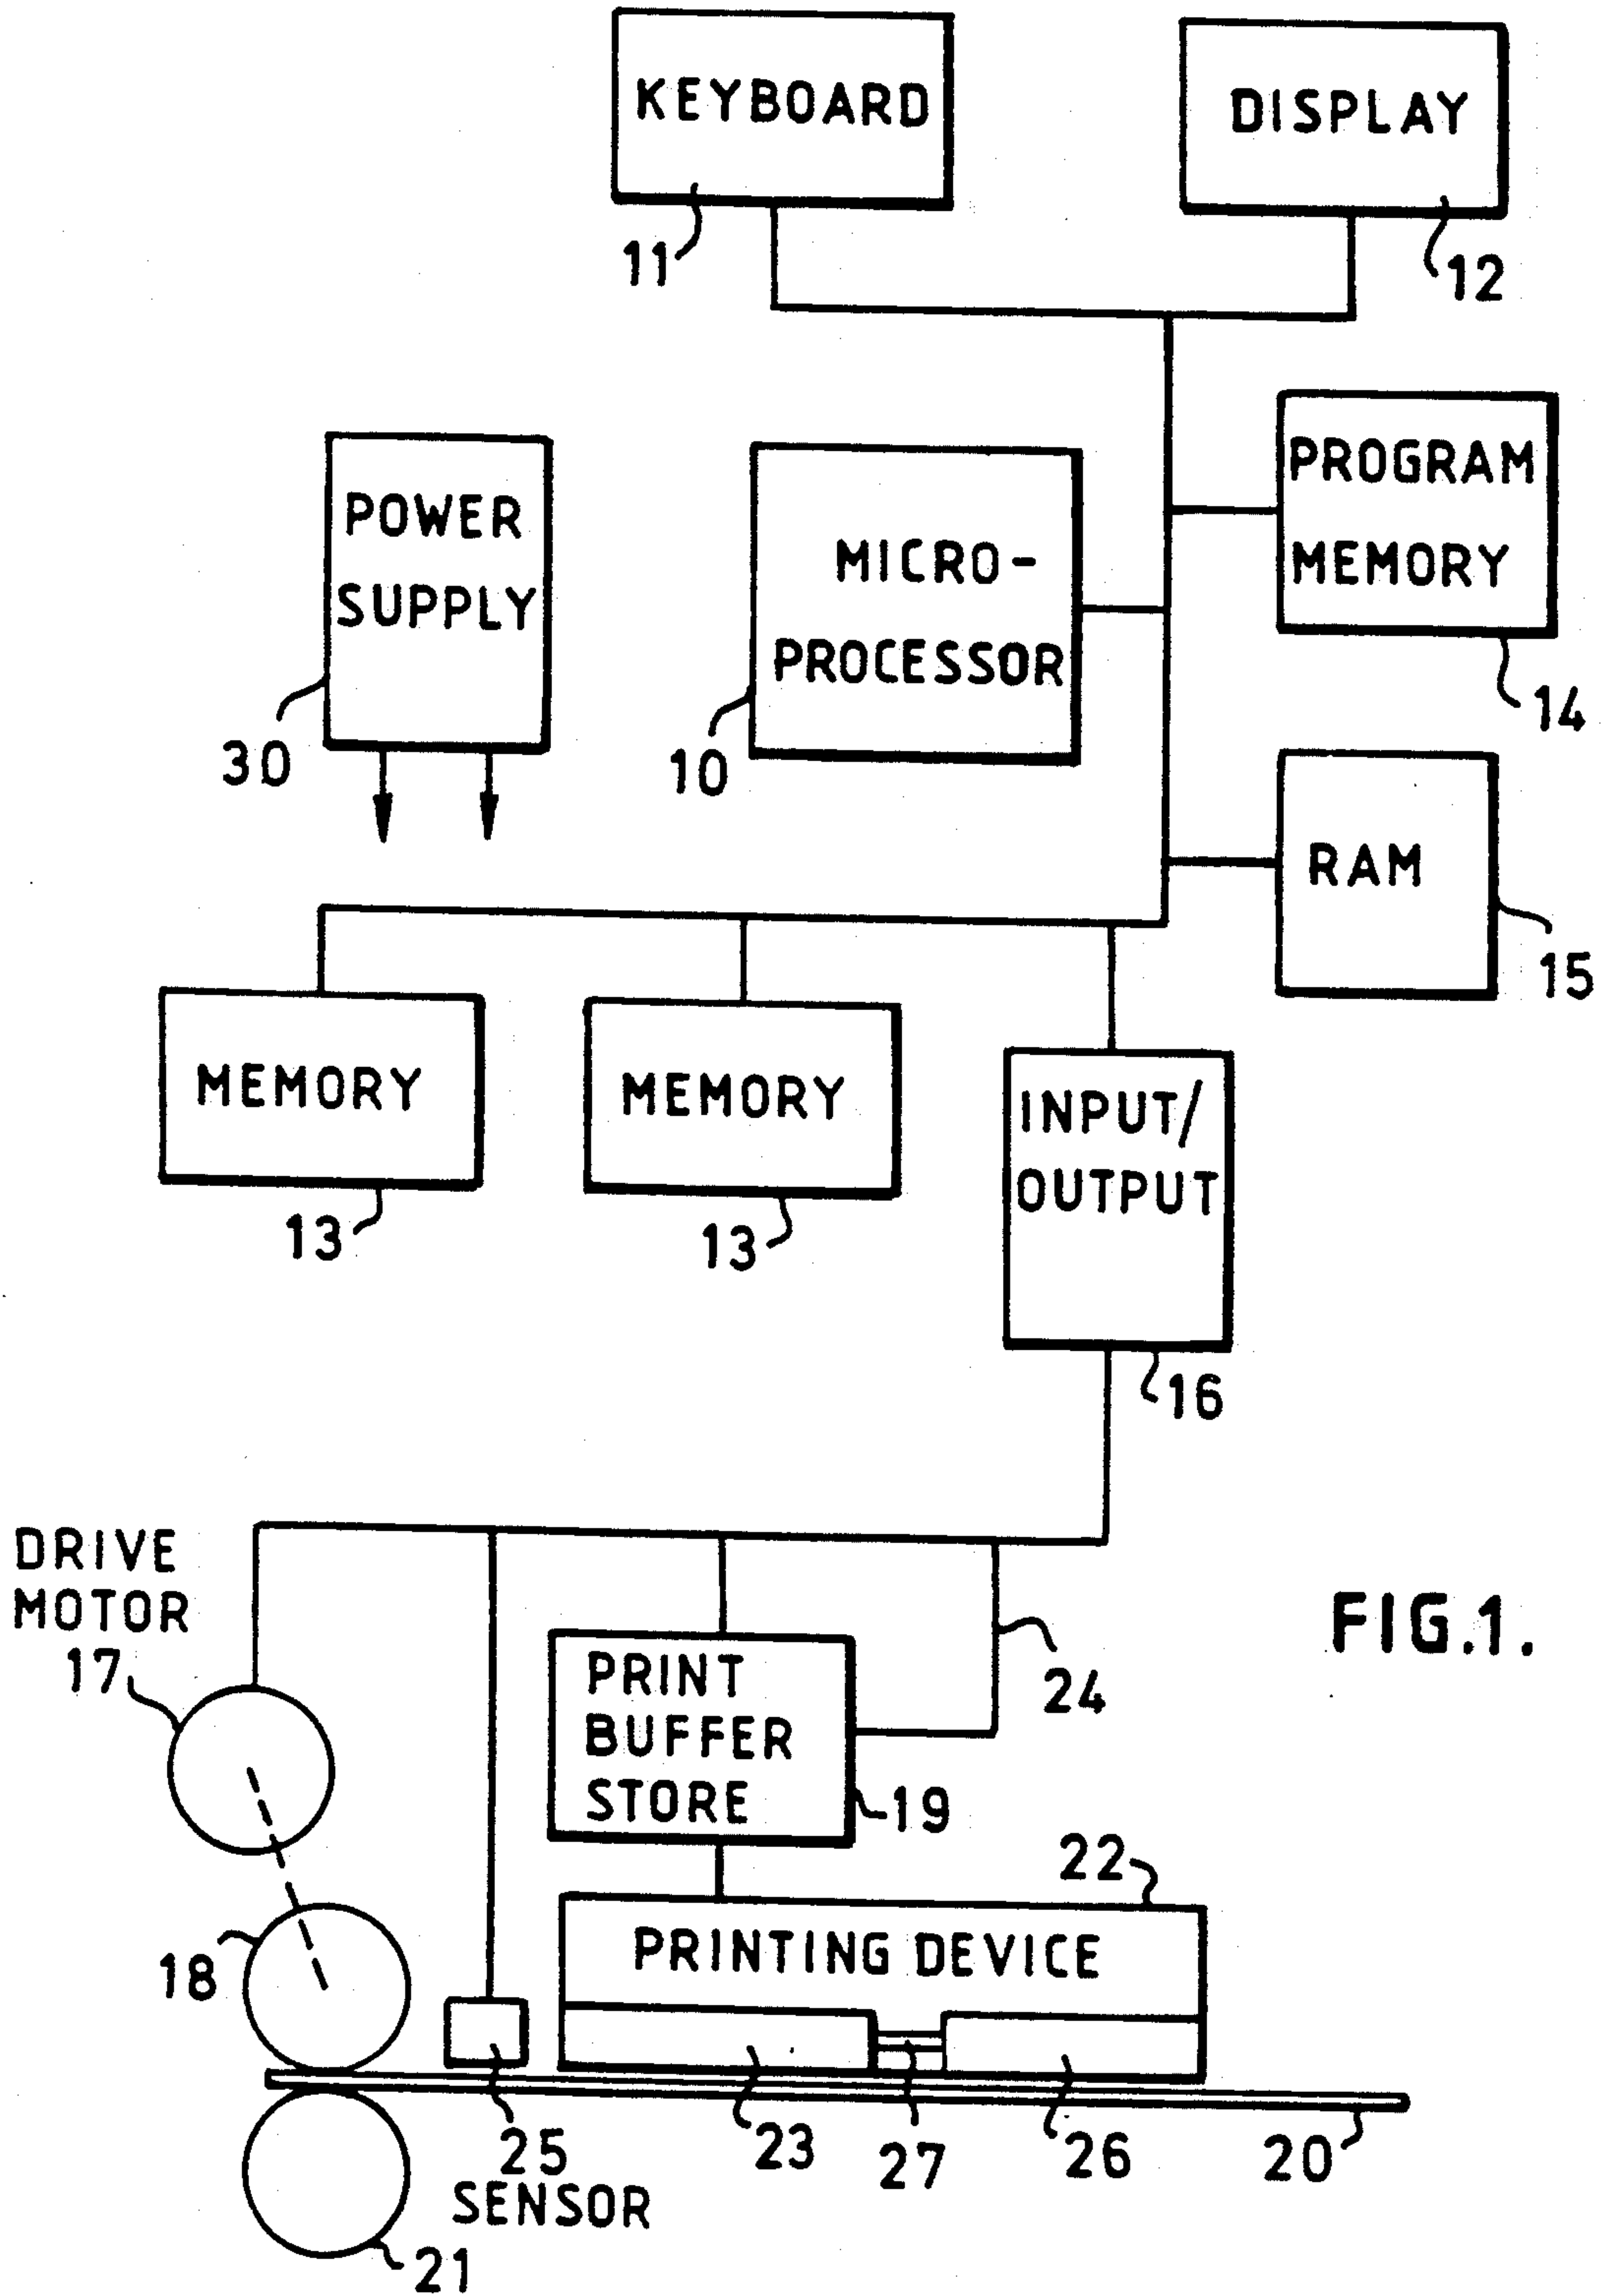 KEYBOARD
DISPLAY
11
12
POWER
SUPPLY
30
MICRO-
PROCESSOR
10
PROGRAM
MEMORY
14
RAM
15
MEMORY
13
MEMORY
13
INPUT/
OUTPUT
16
DRIVE
MOTOR
17
FIG.1.
24
PRINT
BUFFER
STORE
19
22
PRINTING DEVICE
18
25
SENSOR
23
27
26
20
21